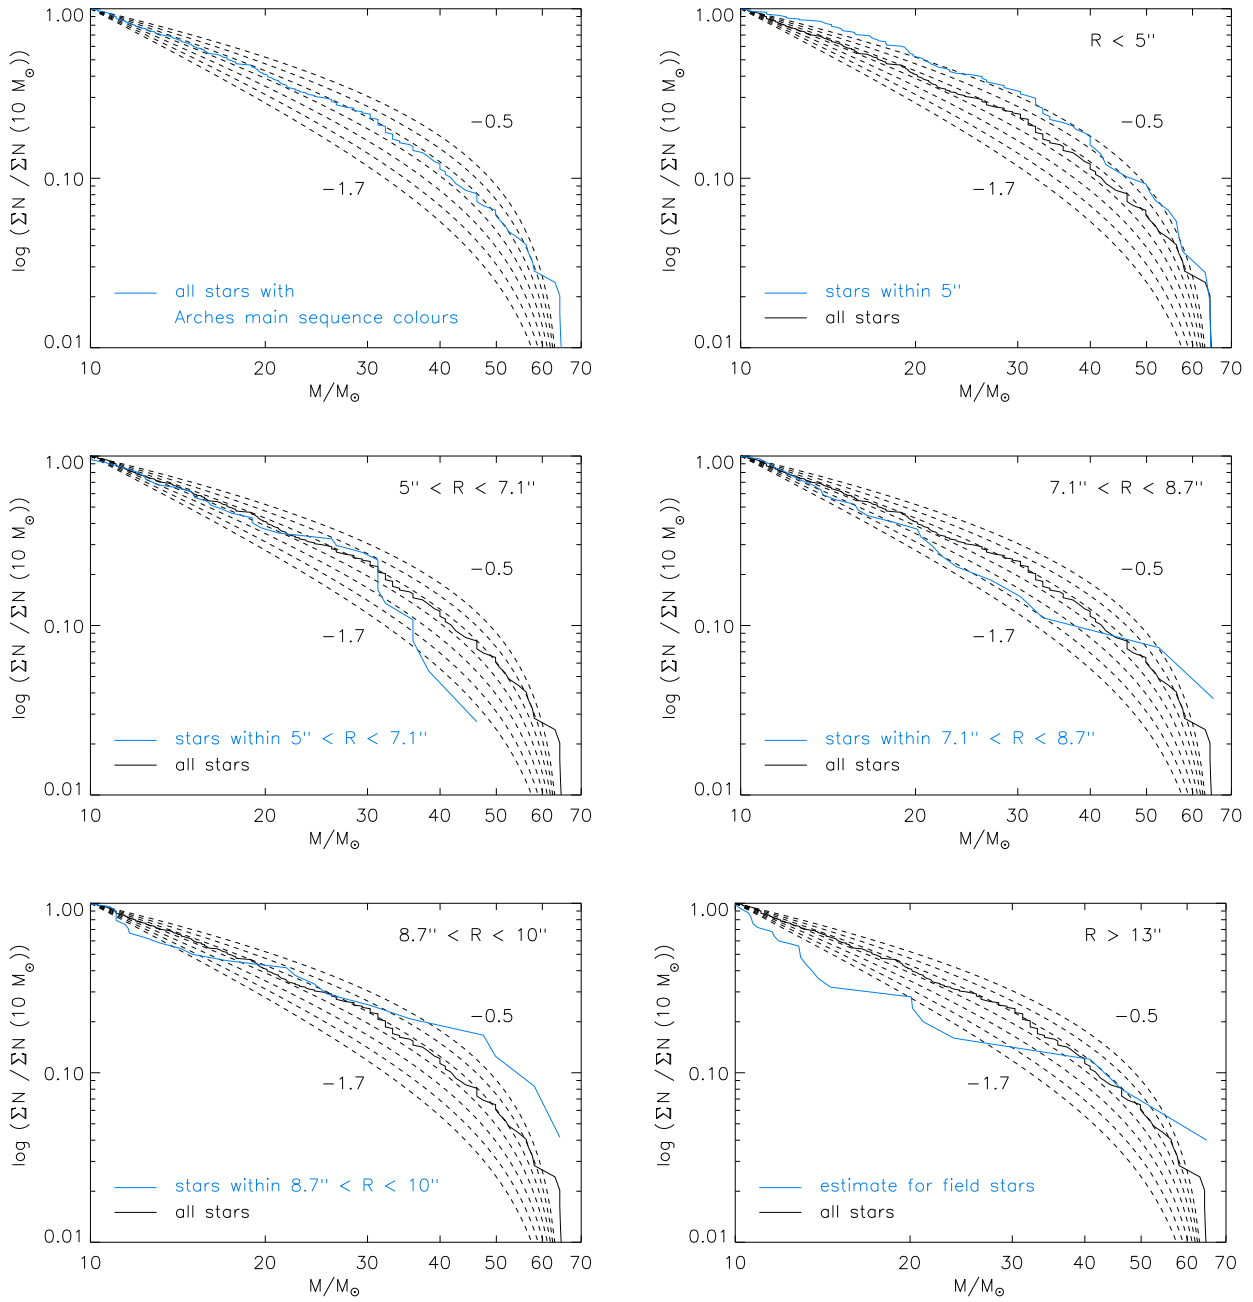 1.00
0.10
0.01
log (ΣN /ΣN (10 M☉))
−0.5
−1.7
all stars with
Arches main sequence colours
10 20 30 40 50 60 70
M/M☉
1.00
0.10
0.01
log (ΣN /ΣN (10 M☉))
R < 5"
−0.5
−1.7
stars within 5"
all stars
10 20 30 40 50 60 70
M/M☉
1.00
0.10
0.01
log (ΣN /ΣN (10 M☉))
5" < R < 7.1"
−0.5
−1.7
stars within 5" < R < 7.1"
all stars
10 20 30 40 50 60 70
M/M☉
1.00
0.10
0.01
log (ΣN /ΣN (10 M☉))
7.1" < R < 8.7"
−0.5
−1.7
stars within 7.1" < R < 8.7"
all stars
10 20 30 40 50 60 70
M/M☉
1.00
0.10
0.01
log (ΣN /ΣN (10 M☉))
8.7" < R < 10"
−0.5
−1.7
stars within 8.7" < R < 10"
all stars
10 20 30 40 50 60 70
M/M☉
1.00
0.10
0.01
log (ΣN /ΣN (10 M☉))
R > 13"
−0.5
−1.7
estimate for field stars
all stars
10 20 30 40 50 60 70
M/M☉